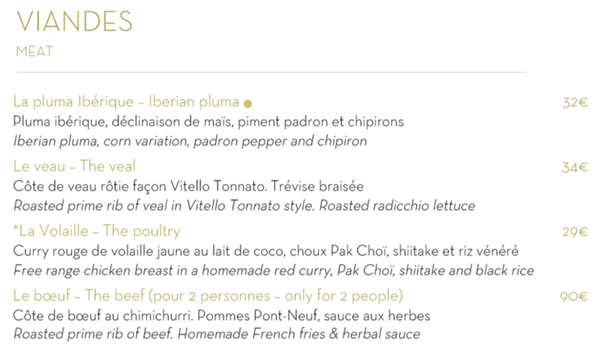 VIANDES
MEAT
La pluma Ibérique – Iberian pluma ● 32€
Pluma ibérique, déclinaison de maïs, piment padron et chipirons
Iberian pluma, corn variation, padron pepper and chipiron
Le veau – The veal 34€
Côte de veau rôtie façon Vitello Tonnato. Trévise braisée
Roasted prime rib of veal in Vitello Tonnato style. Roasted radicchio lettuce
*La Volaille – The poultry 29€
Curry rouge de volaille jaune au lait de coco, choux Pak Choï, shiitake et riz vénéré
Free range chicken breast in a homemade red curry, Pak Choï, shiitake and black rice
Le bœuf – The beef (pour 2 personnes – only for 2 people) 90€
Côte de bœuf au chimichurri. Pommes Pont-Neuf, sauce aux herbes
Roasted prime rib of beef. Homemade French fries & herbal sauce